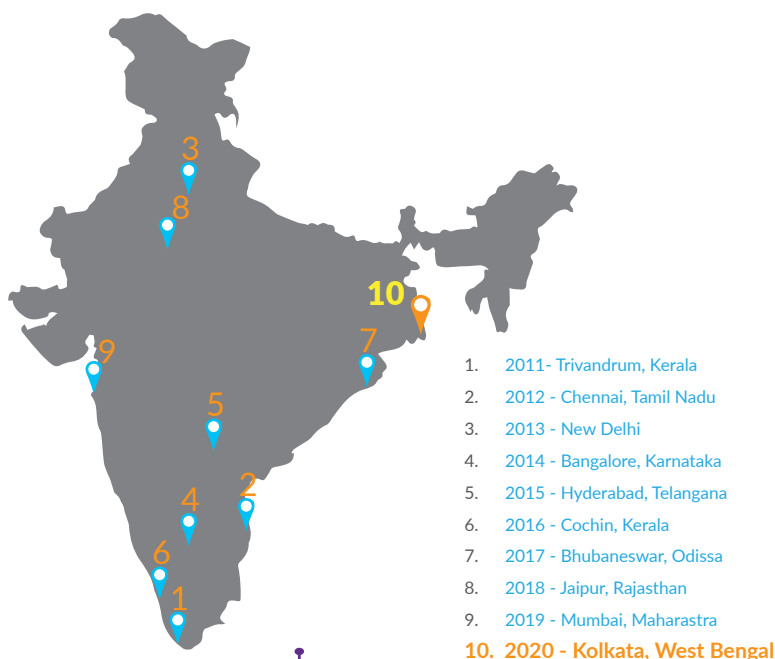 3
8
10
7
9
5
2
4
6
1
1. 2011- Trivandrum, Kerala
2. 2012 - Chennai, Tamil Nadu
3. 2013 - New Delhi
4. 2014 - Bangalore, Karnataka
5. 2015 - Hyderabad, Telangana
6. 2016 - Cochin, Kerala
7. 2017 - Bhubaneswar, Odissa
8. 2018 - Jaipur, Rajasthan
9. 2019 - Mumbai, Maharastra
10. 2020 - Kolkata, West Bengal